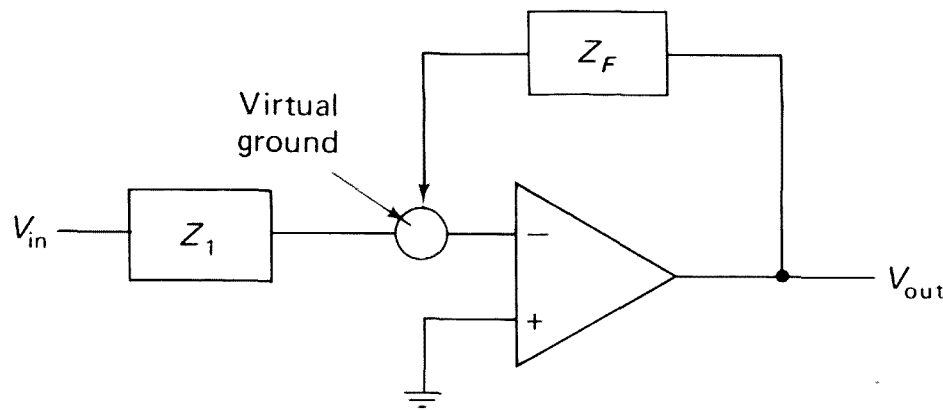 Z_F
Virtual
ground
V_in
Z_1
−
+
V_out